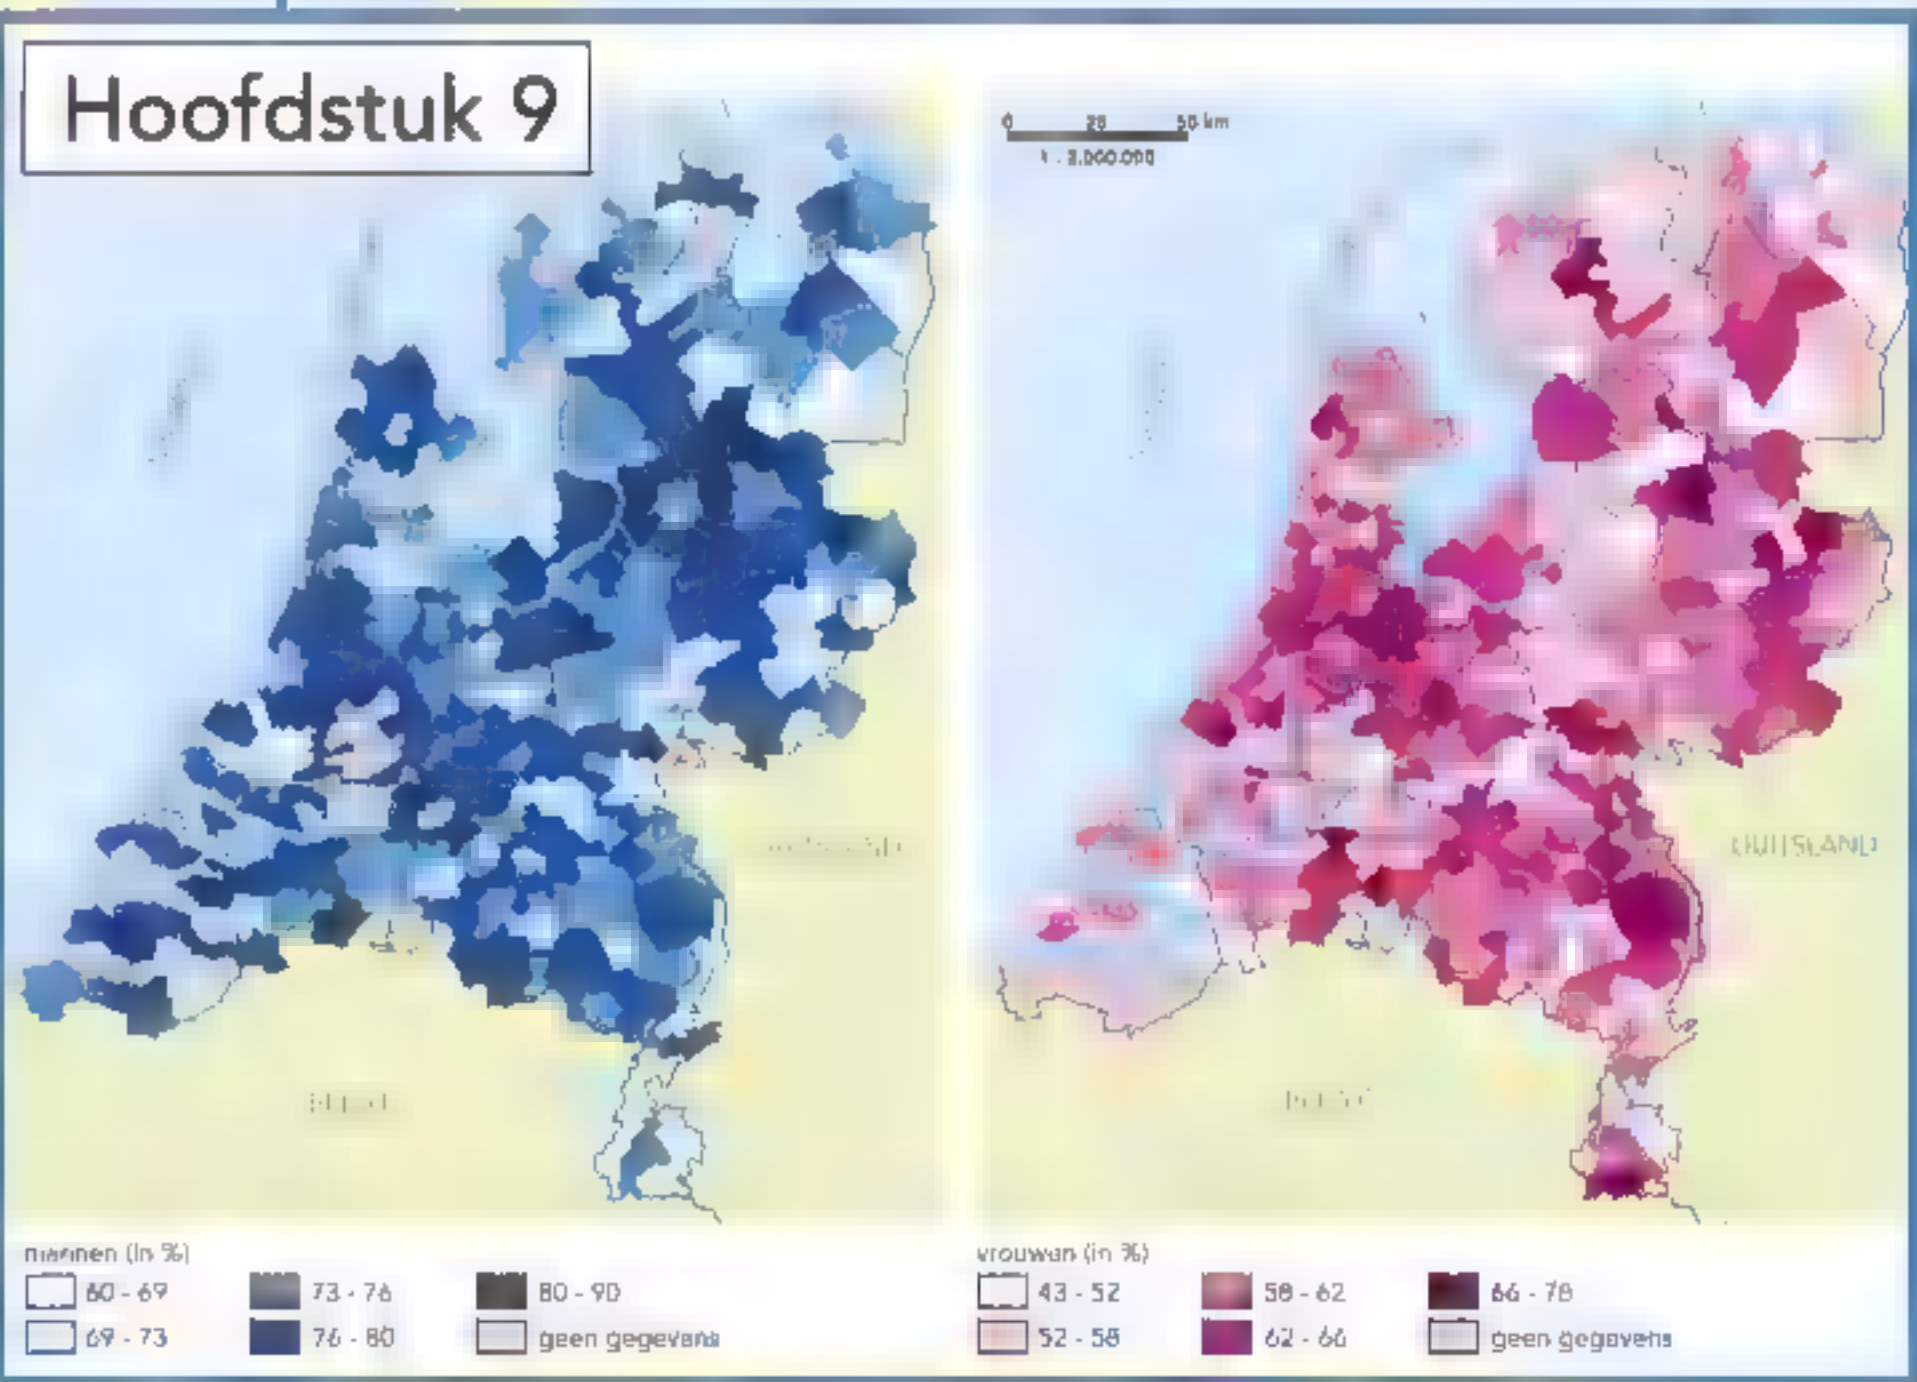 Hoofdstuk 9
0 20 50 km
mannen (in %)
60 - 69
73 - 76
80 - 90
69 - 73
76 - 80
geen gegevens
DUITSLAND
vrouwen (in %)
43 - 52
58 - 62
66 - 78
52 - 58
62 - 66
geen gegevens